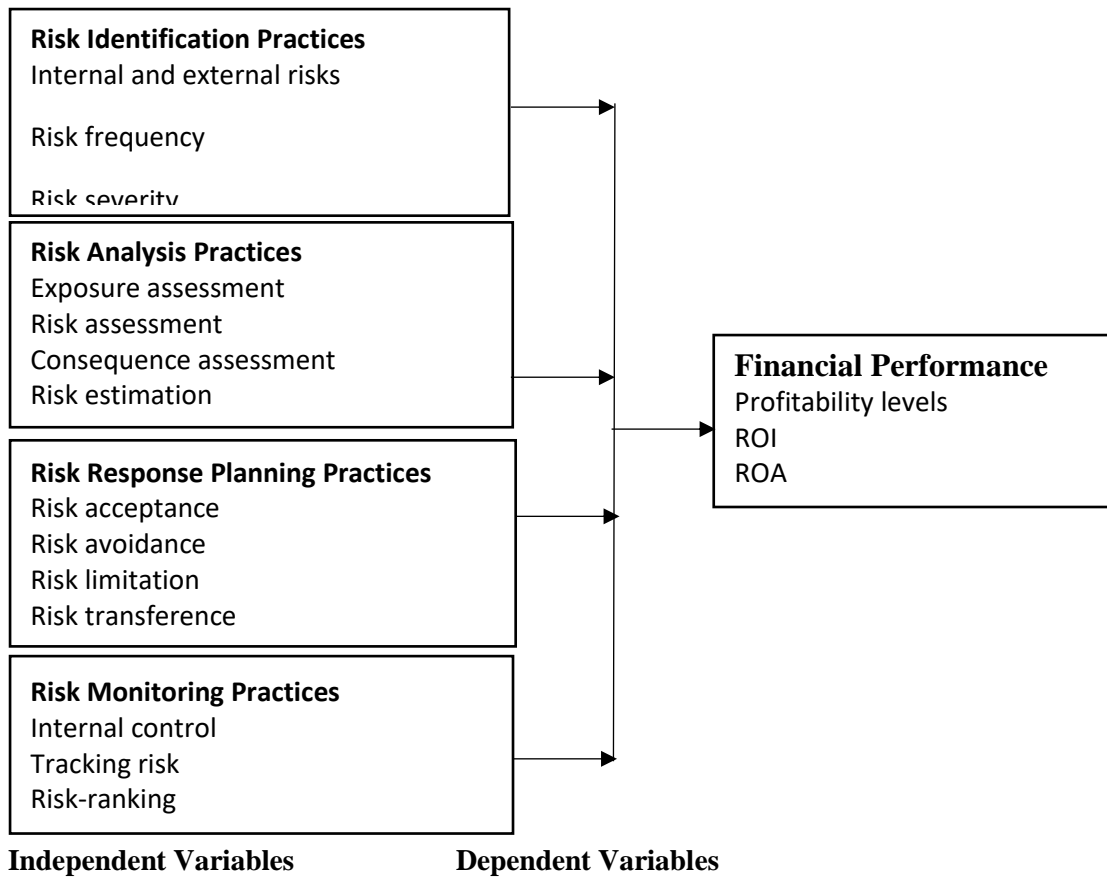 Risk Identification Practices
Internal and external risks
Risk frequency
Risk severity
Risk Analysis Practices
Exposure assessment
Risk assessment
Consequence assessment
Risk estimation
Risk Response Planning Practices
Risk acceptance
Risk avoidance
Risk limitation
Risk transference
Risk Monitoring Practices
Internal control
Tracking risk
Risk-ranking
Financial Performance
Profitability levels
ROI
ROA
Independent Variables
Dependent Variables